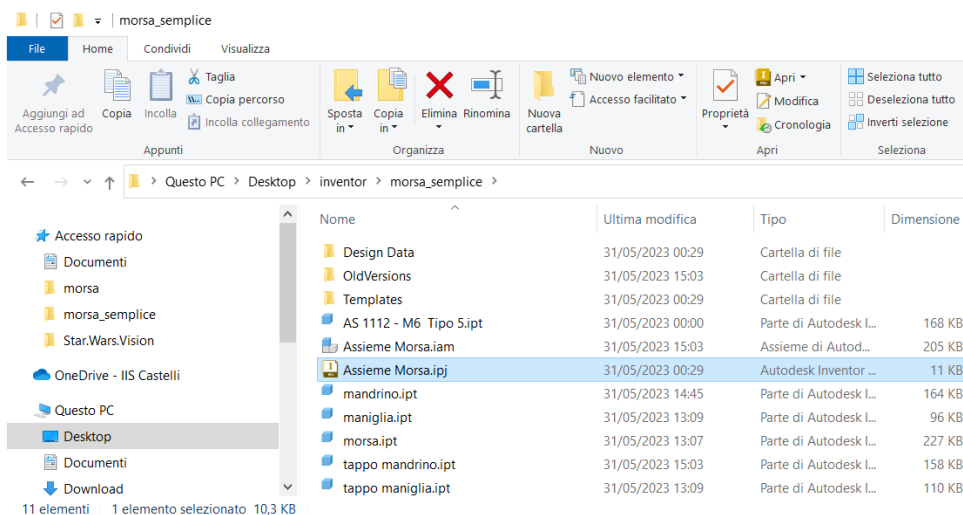 morsa_semplice
File Home Condividi Visualizza
Aggiungi ad Accesso rapido
Copia
Incolla
Taglia
Copia percorso
Incolla collegamento
Appunti
Sposta in
Copia in
Elimina
Rinomina
Organizza
Nuova cartella
Nuovo elemento
Accesso facilitato
Nuovo
Proprietà
Apri
Modifica
Cronologia
Apri
Seleziona tutto
Deseleziona tutto
Inverti selezione
Seleziona
Questo PC > Desktop > inventor > morsa_semplice >
Accesso rapido
Documenti
morsa
morsa_semplice
Star.Wars.Vision
OneDrive - IIS Castelli
Questo PC
Desktop
Documenti
Download
Nome Ultima modifica Tipo Dimensione
Design Data 31/05/2023 00:29 Cartella di file
OldVersions 31/05/2023 15:03 Cartella di file
Templates 31/05/2023 00:29 Cartella di file
AS 1112 - M6 Tipo 5.ipt 31/05/2023 00:00 Parte di Autodesk I... 168 KB
Assieme Morsa.iam 31/05/2023 15:03 Assieme di Autod... 205 KB
Assieme Morsa.ipj 31/05/2023 00:29 Autodesk Inventor ... 11 KB
mandrino.ipt 31/05/2023 14:45 Parte di Autodesk I... 164 KB
maniglia.ipt 31/05/2023 13:09 Parte di Autodesk I... 96 KB
morsa.ipt 31/05/2023 13:07 Parte di Autodesk I... 227 KB
tappo mandrino.ipt 31/05/2023 15:03 Parte di Autodesk I... 158 KB
tappo maniglia.ipt 31/05/2023 13:09 Parte di Autodesk I... 110 KB
11 elementi 1 elemento selezionato 10,3 KB